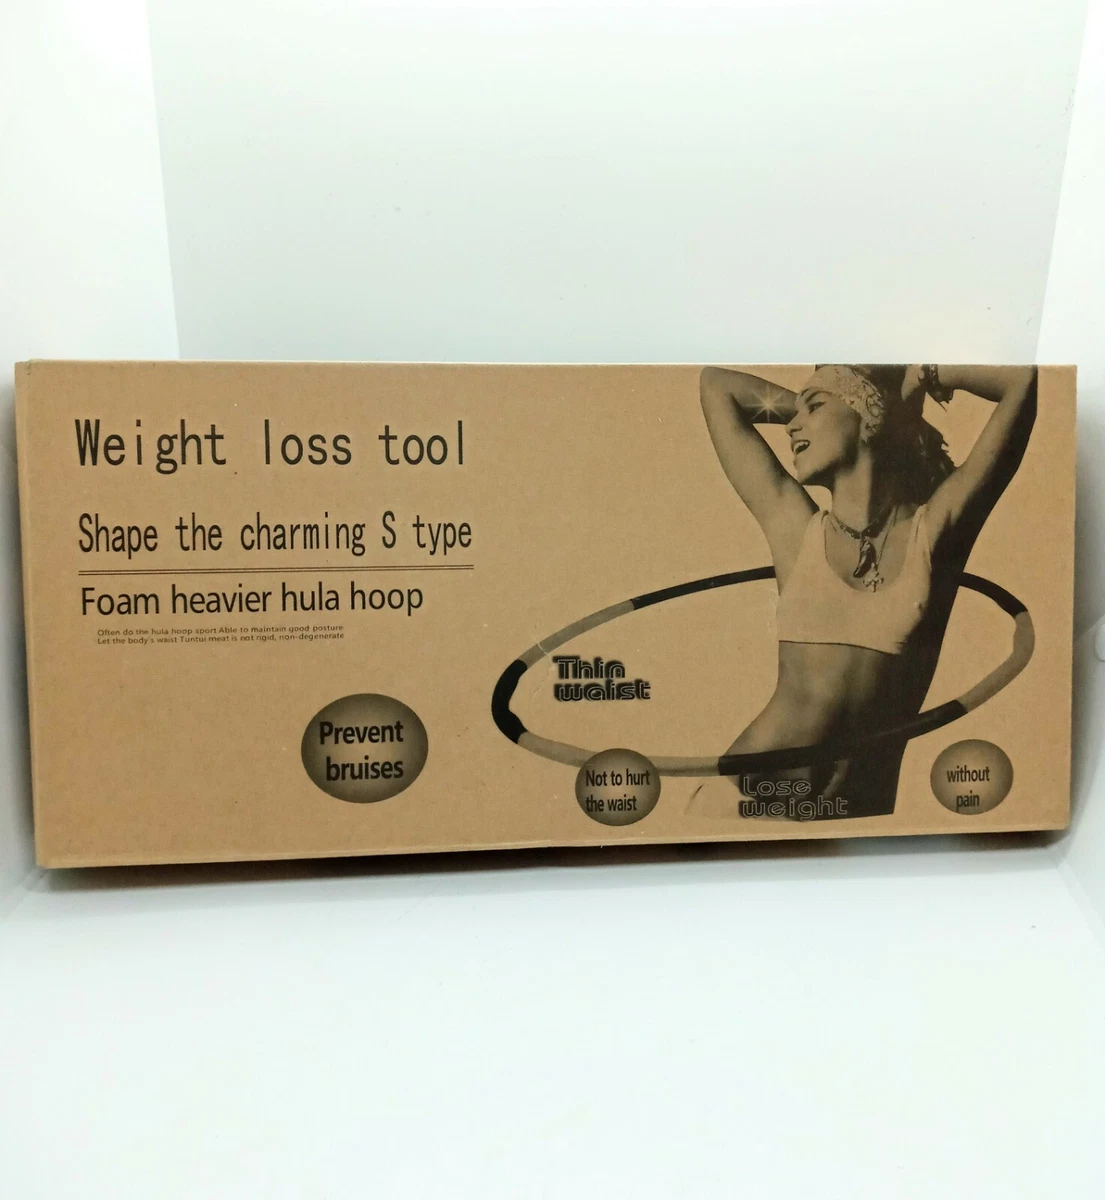 Weight loss tool
Shape the charming S type
Foam heavier hula hoop
Often do the hula hoop sport Able to maintain good posture
Let the body's waist Tuntui meat is not rigid, non-degenerate
Thin
waist
Prevent
bruises
Not to hurt
the waist
Lose
weight
without
pain